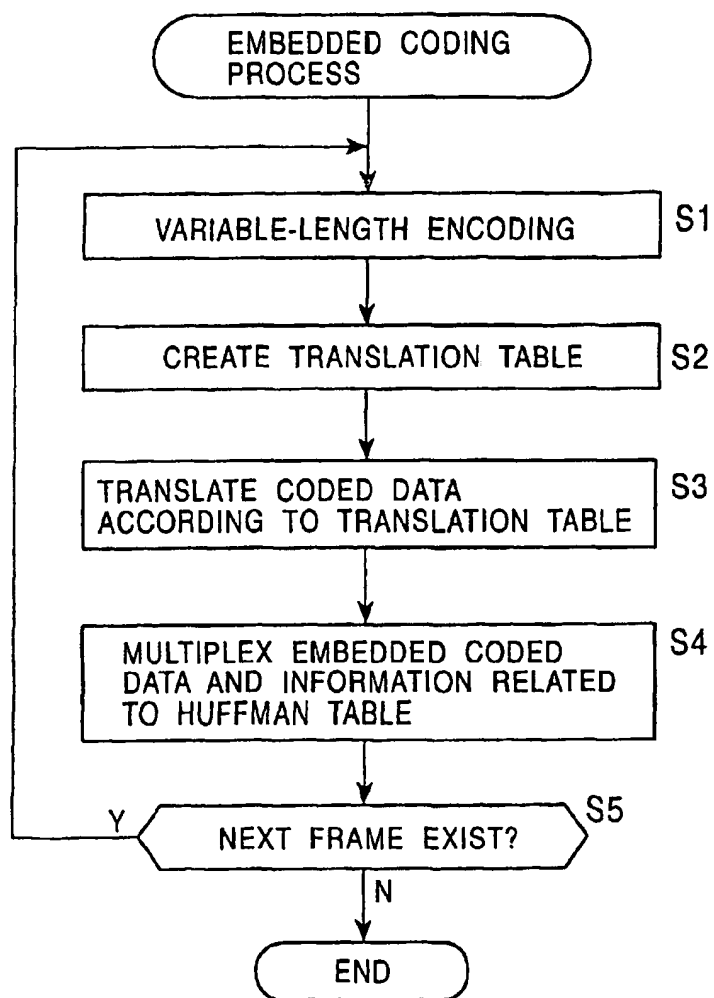 EMBEDDED CODING
PROCESS
VARIABLE-LENGTH ENCODING
S1
CREATE TRANSLATION TABLE
S2
TRANSLATE CODED DATA
ACCORDING TO TRANSLATION TABLE
S3
MULTIPLEX EMBEDDED CODED
DATA AND INFORMATION RELATED
TO HUFFMAN TABLE
S4
Y
NEXT FRAME EXIST?
S5
N
END